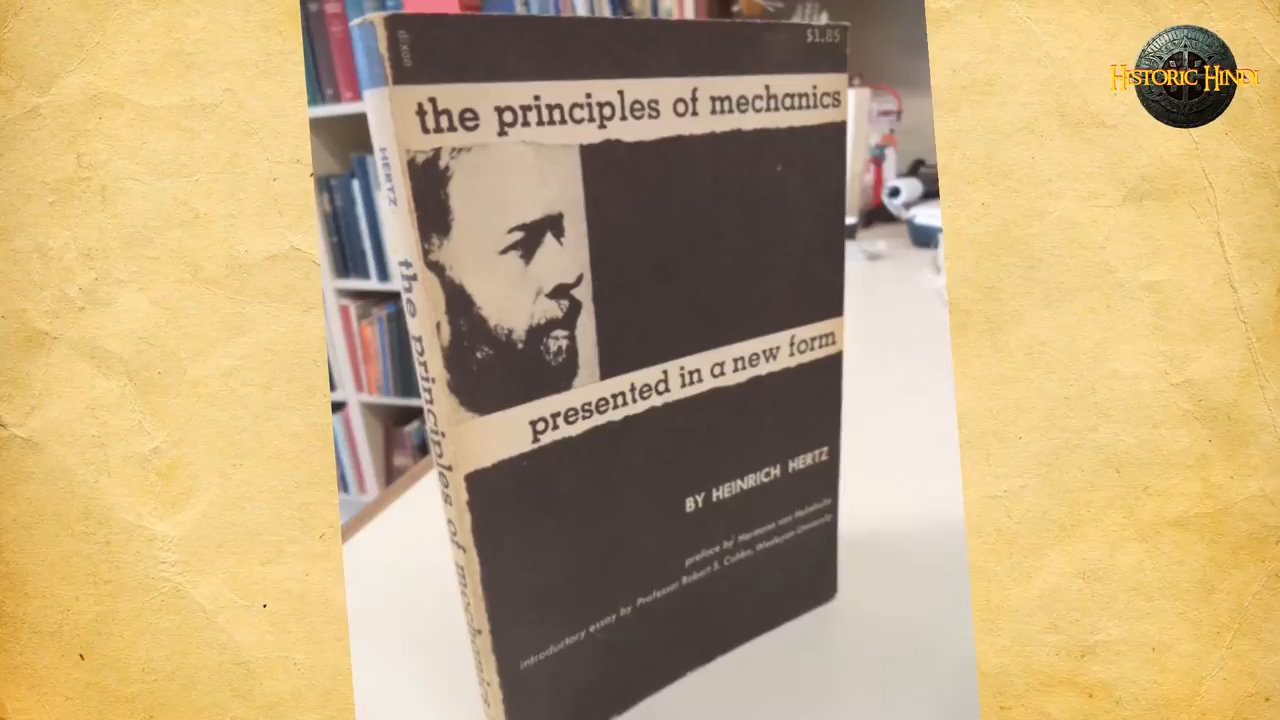 HISTORIC HINDI
dixon
$1.85
the principles of mechanics
presented in a new form
BY HEINRICH HERTZ
preface by Hermann von Helmholtz
introductory essay by Professor Robert S. Cohen, Wesleyan University
HERTZ
the principles of mechanics